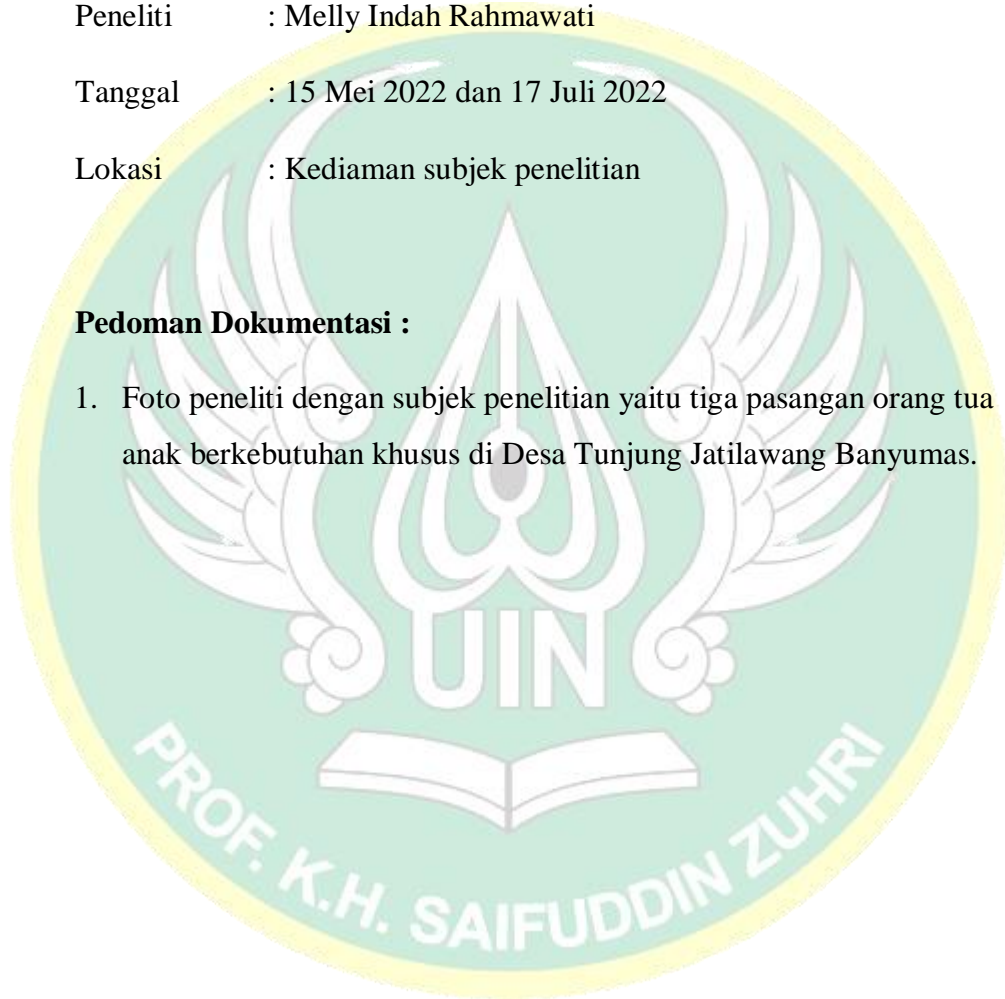 Peneliti : Melly Indah Rahmawati
Tanggal : 15 Mei 2022 dan 17 Juli 2022
Lokasi : Kediaman subjek penelitian
Pedoman Dokumentasi :
1. Foto peneliti dengan subjek penelitian yaitu tiga pasangan orang tua
anak berkebutuhan khusus di Desa Tunjung Jatilawang Banyumas.
UIN
PROF. K.H. SAIFUDDIN ZUHRI